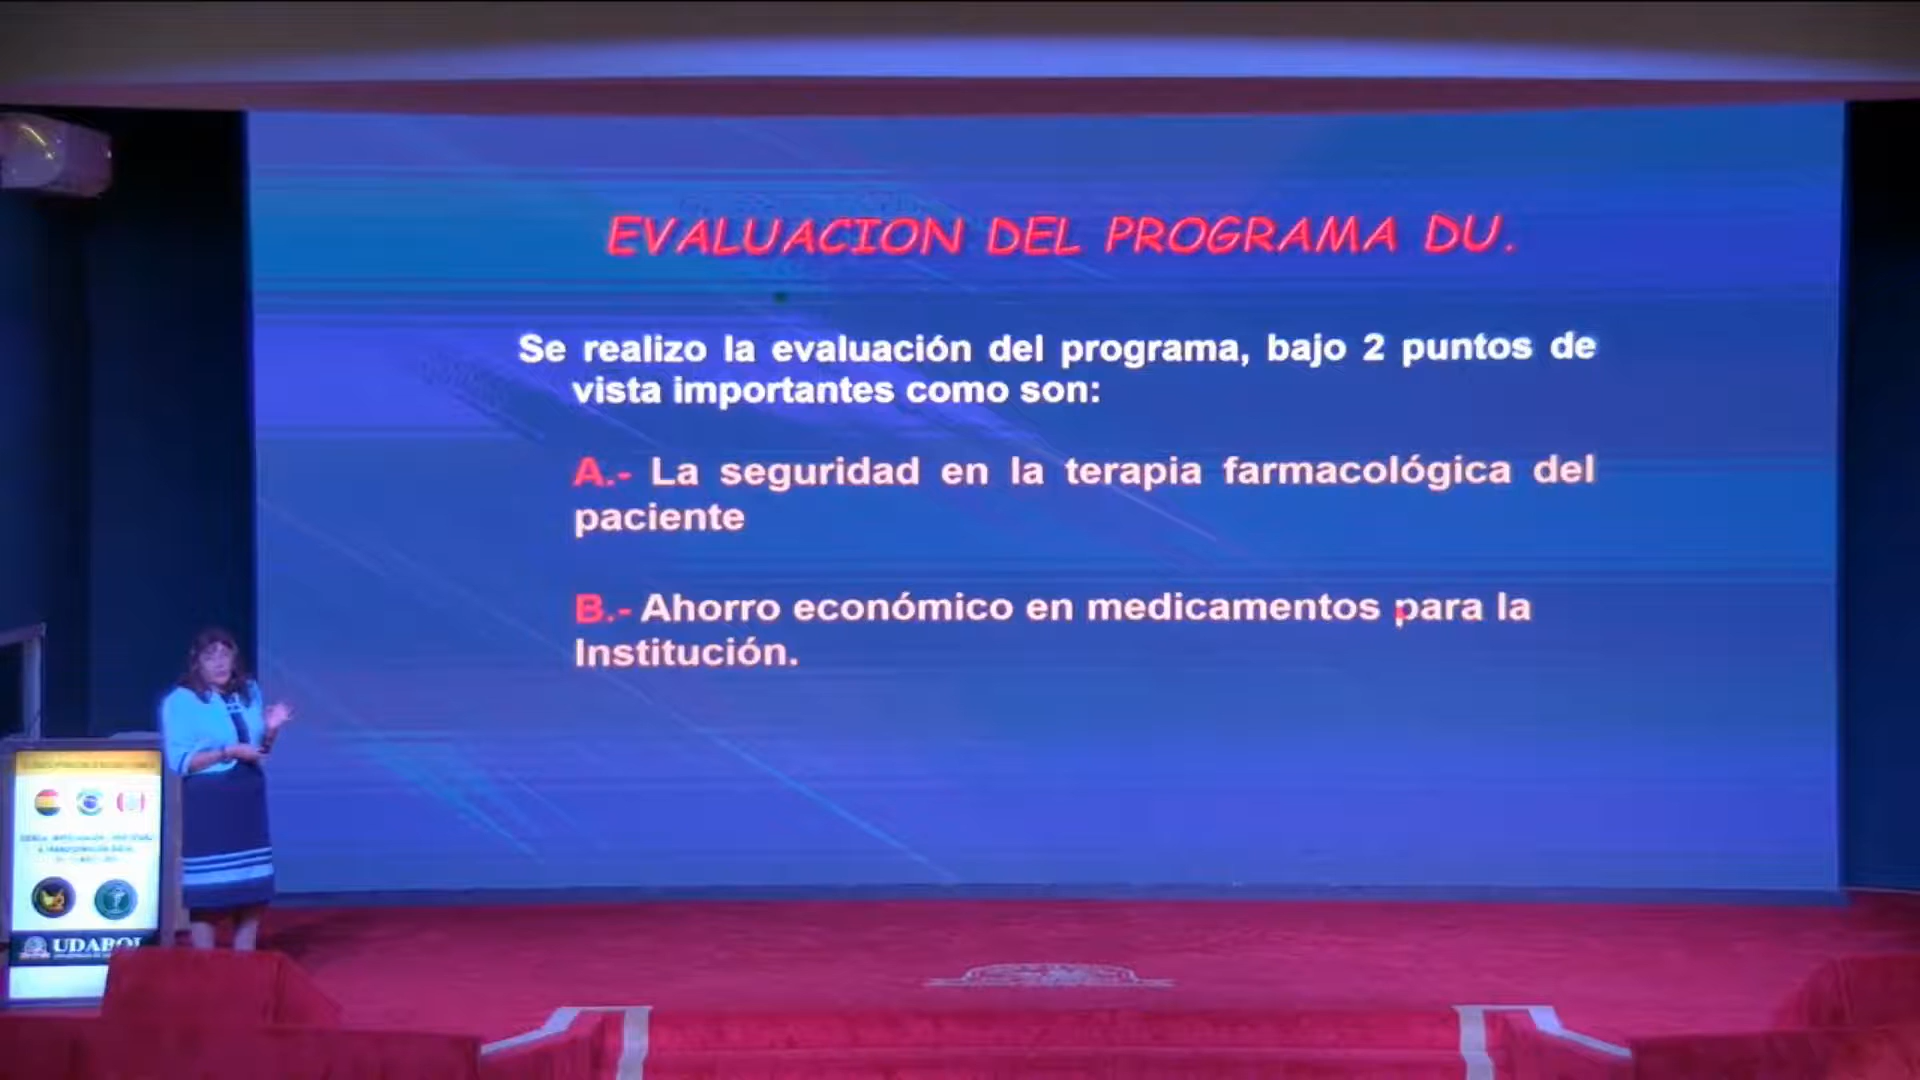 EVALUACION DEL PROGRAMA DU.
Se realizo la evaluación del programa, bajo 2 puntos de
vista importantes como son:
A.- La seguridad en la terapia farmacológica del
paciente
B.- Ahorro económico en medicamentos para la
Institución.
UDABOL